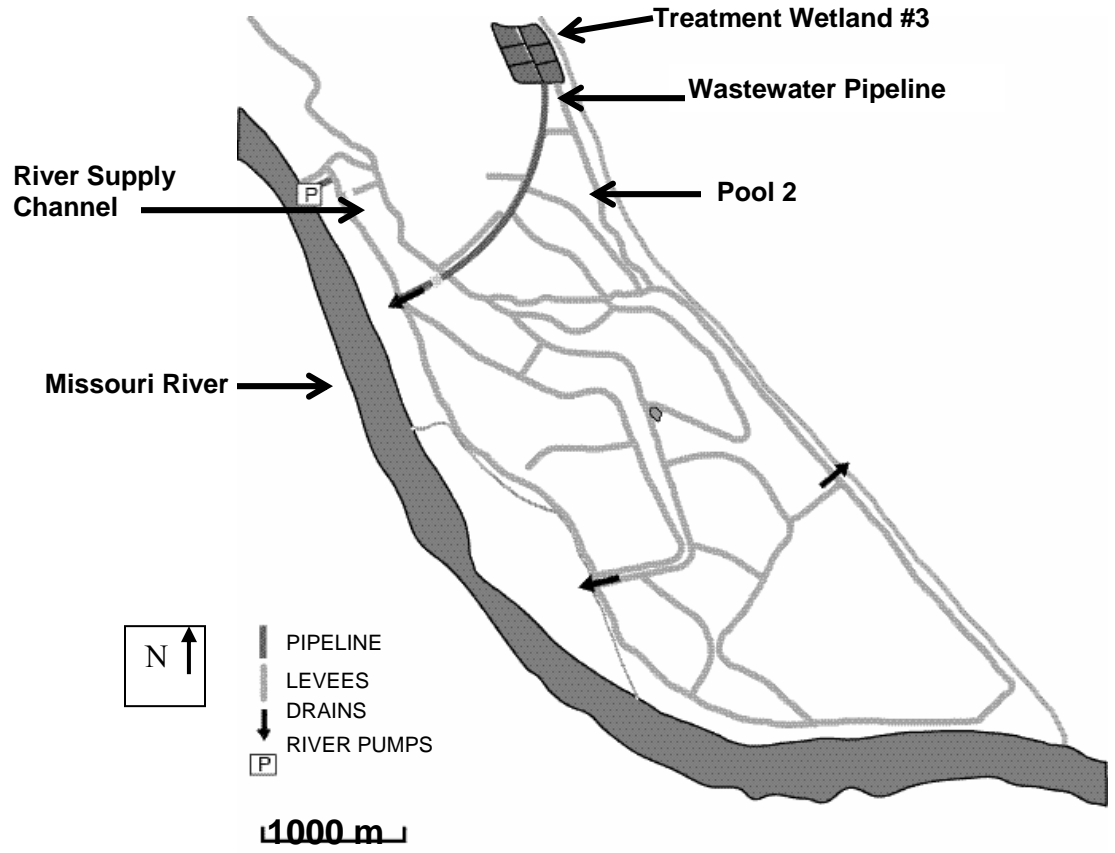 Treatment Wetland #3
Wastewater Pipeline
River Supply
Channel
P
Pool 2
Missouri River
N
PIPELINE
LEVEES
DRAINS
RIVER PUMPS
P
1000 m